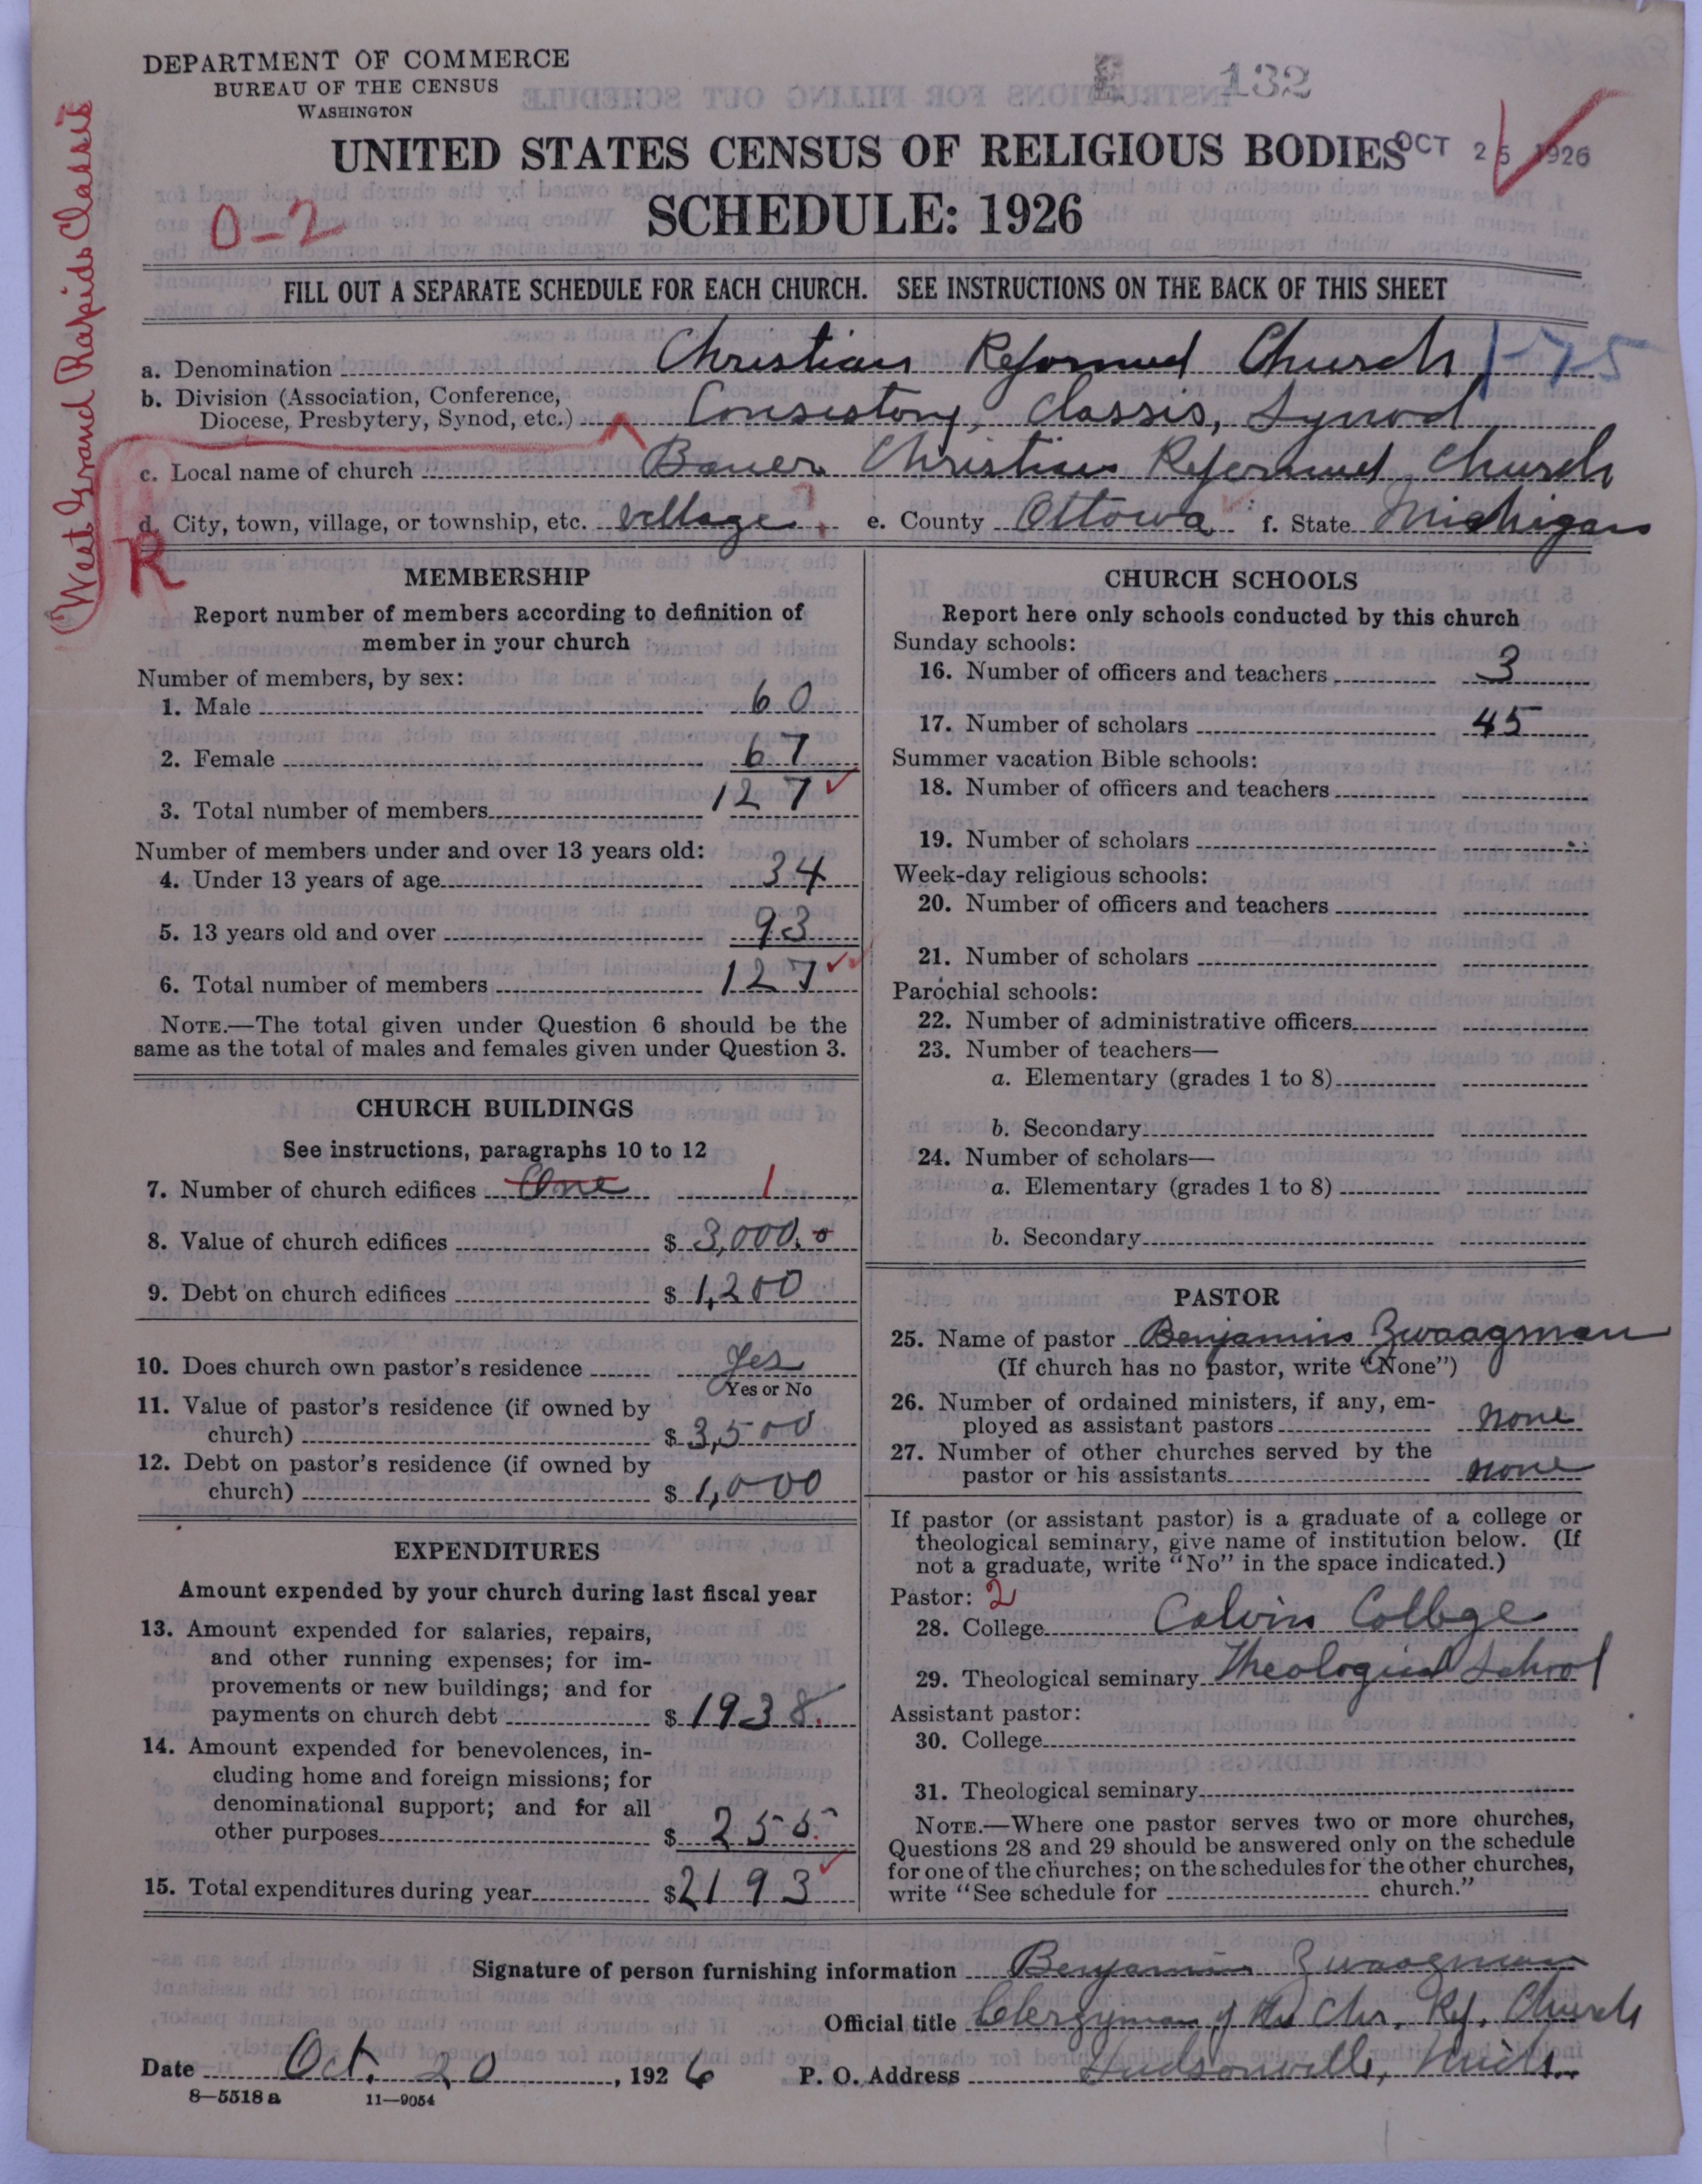 DEPARTMENT OF COMMERCE
BUREAU OF THE CENSUS
WASHINGTON
132
UNITED STATES CENSUS OF RELIGIOUS BODIES
OCT 25 1926
SCHEDULE: 1926
0-2
West Grand Rapids Classis
FILL OUT A SEPARATE SCHEDULE FOR EACH CHURCH. SEE INSTRUCTIONS ON THE BACK OF THIS SHEET
a. Denomination Christian Reformed Church 1-75
b. Division (Association, Conference,
Diocese, Presbytery, Synod, etc.) Consistory, Classis, Synod
c. Local name of church Bauer Christian Reformed Church
d. City, town, village, or township, etc. village e. County Ottowa f. State Michigan
R
MEMBERSHIP
Report number of members according to definition of
member in your church
Number of members, by sex:
1. Male 60
2. Female 67
3. Total number of members 127
Number of members under and over 13 years old:
4. Under 13 years of age 34
5. 13 years old and over 93
6. Total number of members 127
NOTE.—The total given under Question 6 should be the
same as the total of males and females given under Question 3.
CHURCH BUILDINGS
See instructions, paragraphs 10 to 12
7. Number of church edifices One 1
8. Value of church edifices $ 3,000.0
9. Debt on church edifices $ 1,200
10. Does church own pastor's residence Yes
Yes or No
11. Value of pastor's residence (if owned by
church) $ 3,500
12. Debt on pastor's residence (if owned by
church) $ 1,000
EXPENDITURES
Amount expended by your church during last fiscal year
13. Amount expended for salaries, repairs,
and other running expenses; for im-
provements or new buildings; and for
payments on church debt $ 1938.
14. Amount expended for benevolences, in-
cluding home and foreign missions; for
denominational support; and for all
other purposes $ 255.
15. Total expenditures during year $2193
CHURCH SCHOOLS
Report here only schools conducted by this church
Sunday schools:
16. Number of officers and teachers 3
17. Number of scholars 45
Summer vacation Bible schools:
18. Number of officers and teachers
19. Number of scholars
Week-day religious schools:
20. Number of officers and teachers
21. Number of scholars
Parochial schools:
22. Number of administrative officers
23. Number of teachers—
a. Elementary (grades 1 to 8)
b. Secondary
24. Number of scholars—
a. Elementary (grades 1 to 8)
b. Secondary
PASTOR
25. Name of pastor Benjamin Zwaagman
(If church has no pastor, write "None")
26. Number of ordained ministers, if any, em-
ployed as assistant pastors none
27. Number of other churches served by the
pastor or his assistants none
If pastor (or assistant pastor) is a graduate of a college or
theological seminary, give name of institution below. (If
not a graduate, write "No" in the space indicated.)
Pastor: 2
28. College Calvin College
29. Theological seminary Theological School
Assistant pastor:
30. College
31. Theological seminary
NOTE.—Where one pastor serves two or more churches,
Questions 28 and 29 should be answered only on the schedule
for one of the churches; on the schedules for the other churches,
write "See schedule for church."
Signature of person furnishing information Benjamin Zwaagman
Official title Clergyman of the Chr. Ref. Church
Date Oct. 20, 1926 P. O. Address Hudsonville, Mich.
8—5518 a 11—9054